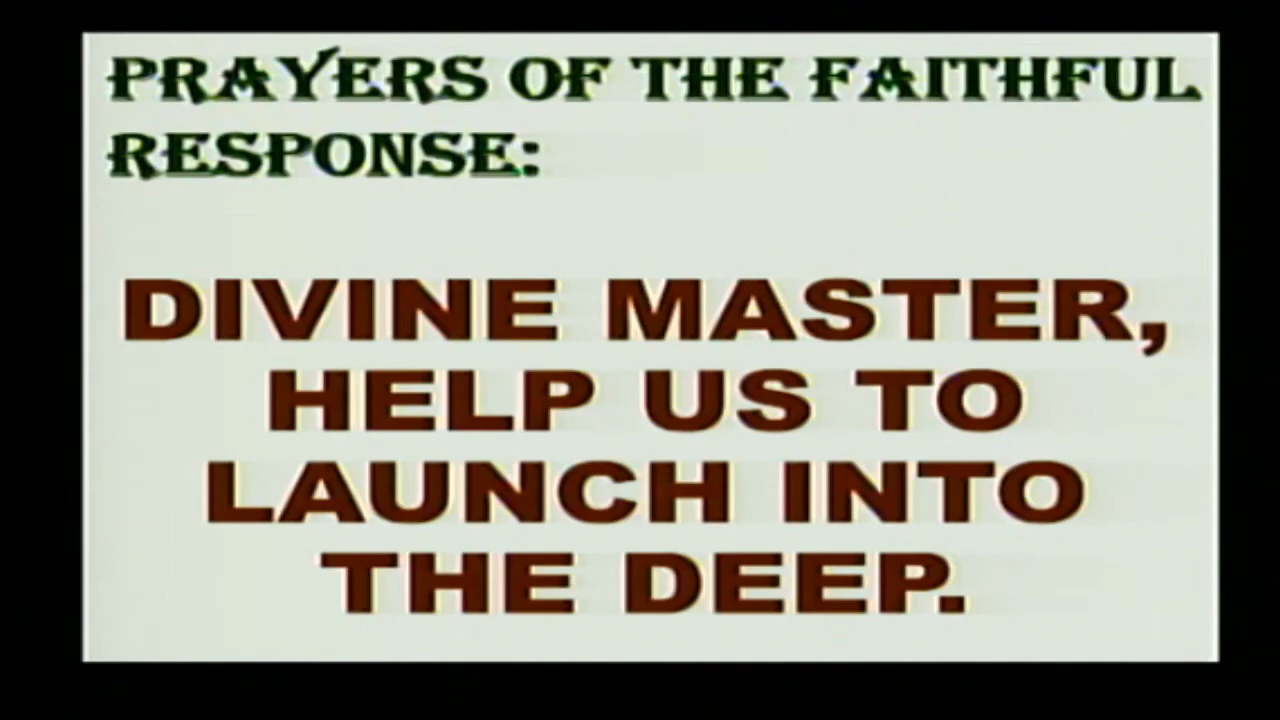 PRAYERS OF THE FAITHFUL
RESPONSE:
DIVINE MASTER,
HELP US TO
LAUNCH INTO
THE DEEP.